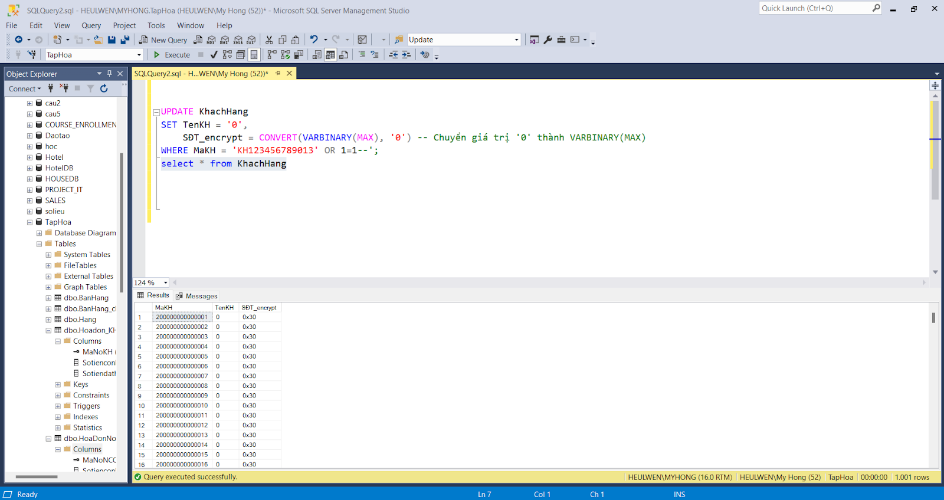 SQLQuery2.sql - HEULWEN\MYHONG.TapHoa (HEULWEN\My Hong (52))* - Microsoft SQL Server Management Studio
Quick Launch (Ctrl+Q)
File Edit View Query Project Tools Window Help
New Query
Update
TapHoa
Execute
Object Explorer
SQLQuery2.sql - H...WEN\My Hong (52))*
Connect
cau2
cau5
COURSE_ENROLLMEN
Daotao
hoc
Hotel
HotelDB
HOUSEDB
PROJECT_IT
SALES
solieu
TapHoa
Database Diagram
Tables
System Tables
FileTables
External Tables
Graph Tables
dbo.BanHang
dbo.BanHang_d
dbo.Hang
dbo.Hoadon_KH
Columns
MaNoKH
Sotiencon
Sotiendatt
Keys
Constraints
Triggers
Indexes
Statistics
dbo.HoaDonNo
Columns
MaNoNCC
Sotiencon
UPDATE KhachHang
SET TenKH = '0',
SĐT_encrypt = CONVERT(VARBINARY(MAX), '0') -- Chuyển giá trị '0' thành VARBINARY(MAX)
WHERE MaKH = 'KH123456789013' OR 1=1--';
select * from KhachHang
124 %
Results Messages
MaKH TenKH SĐT_encrypt
1 200000000000001 0 0x30
2 200000000000002 0 0x30
3 200000000000003 0 0x30
4 200000000000004 0 0x30
5 200000000000005 0 0x30
6 200000000000006 0 0x30
7 200000000000007 0 0x30
8 200000000000008 0 0x30
9 200000000000009 0 0x30
10 200000000000010 0 0x30
11 200000000000011 0 0x30
12 200000000000012 0 0x30
13 200000000000013 0 0x30
14 200000000000014 0 0x30
15 200000000000015 0 0x30
16 200000000000016 0 0x30
Query executed successfully.
HEULWEN\MYHONG (16.0 RTM) HEULWEN\My Hong (52) TapHoa 00:00:00 1.001 rows
Ready Ln 7 Col 1 Ch 1 INS